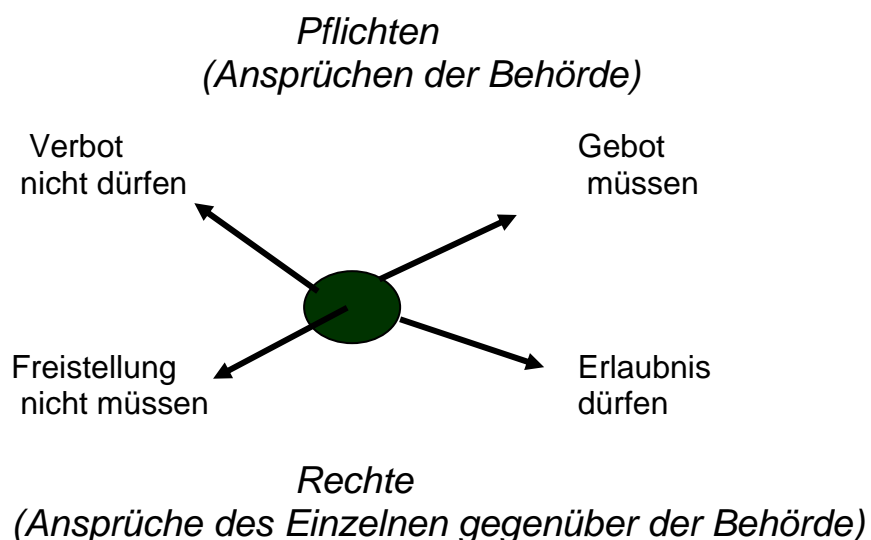 Pflichten
(Ansprüchen der Behörde)
Verbot
nicht dürfen
Gebot
müssen
Freistellung
nicht müssen
Erlaubnis
dürfen
Rechte
(Ansprüche des Einzelnen gegenüber der Behörde)